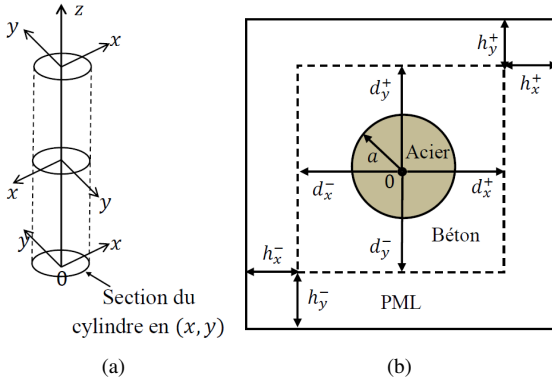 z
y
x
x
y
y
x
0
Section du
cylindre en (x, y)
(a)
h_y^+
h_x^+
d_y^+
a
Acier
0
d_x^-
d_x^+
Béton
d_y^-
h_x^-
h_y^-
PML
(b)